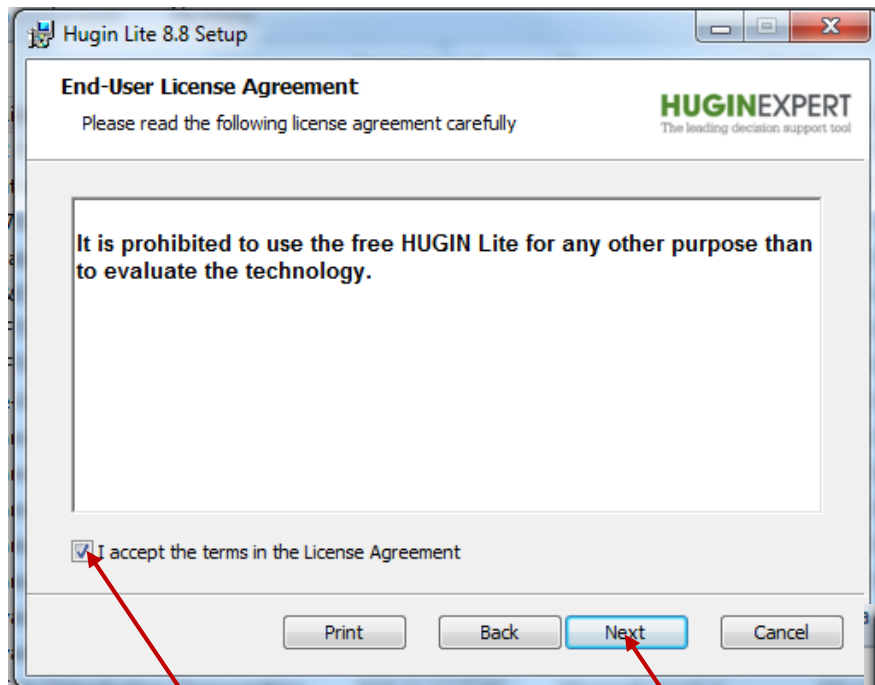 Hugin Lite 8.8 Setup
End-User License Agreement
Please read the following license agreement carefully
HUGINEXPERT
The leading decision support tool
It is prohibited to use the free HUGIN Lite for any other purpose than
to evaluate the technology.
I accept the terms in the License Agreement
Print Back Next Cancel